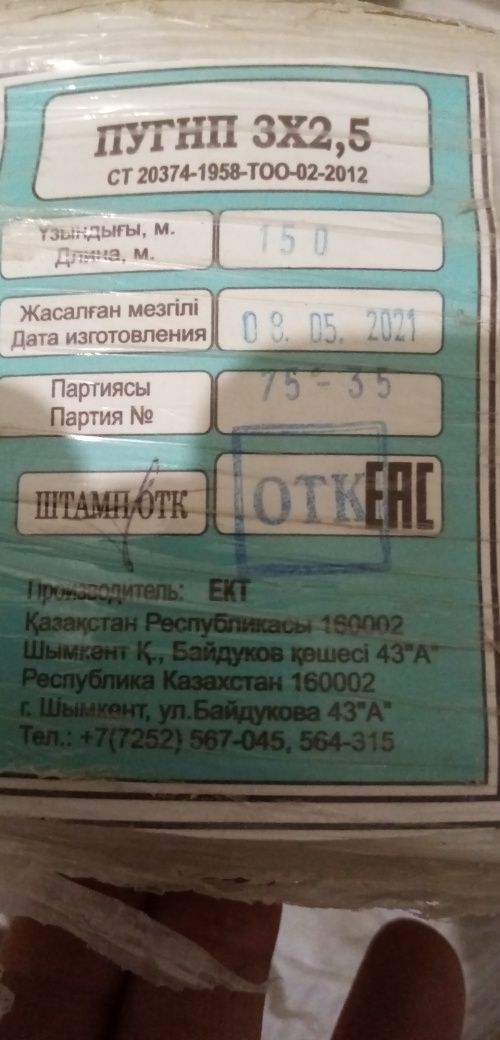 ПУГНП 3Х2,5
СТ 20374-1958-ТОО-02-2012
Ұзындығы, м.
Длина, м.
150
Жасалған мезгілі
Дата изготовления
08. 05. 2021
Партиясы
Партия №
75-35
ШТАМП ОТК
ОТК
ЕАС
Производитель: ЕКТ
Қазақстан Республикасы 160002
Шымкент Қ., Байдуков көшесі 43"А"
Республика Казахстан 160002
г. Шымкент, ул.Байдукова 43"А"
Тел.: +7(7252) 567-045, 564-315